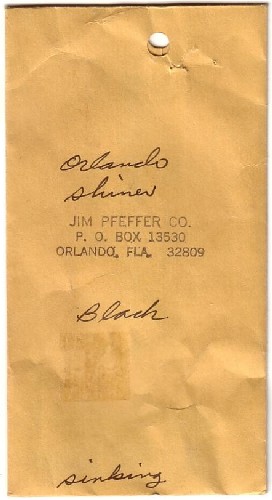 Orlando
shiner
JIM PFEFFER CO.
P. O. BOX 13530
ORLANDO, FLA. 32809
Black
sinking